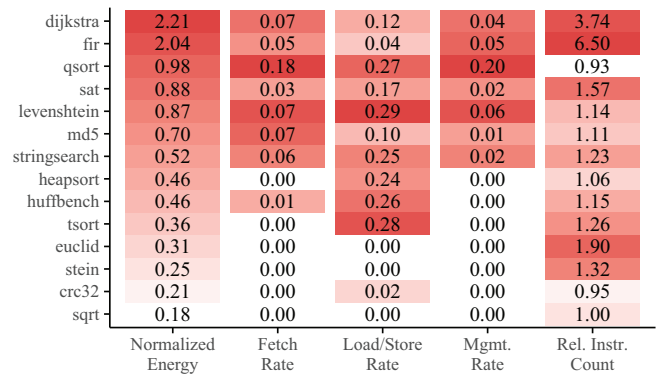 dijkstra 2.21 0.07 0.12 0.04 3.74
fir 2.04 0.05 0.04 0.05 6.50
qsort 0.98 0.18 0.27 0.20 0.93
sat 0.88 0.03 0.17 0.02 1.57
levenshtein 0.87 0.07 0.29 0.06 1.14
md5 0.70 0.07 0.10 0.01 1.11
stringsearch 0.52 0.06 0.25 0.02 1.23
heapsort 0.46 0.00 0.24 0.00 1.06
huffbench 0.46 0.01 0.26 0.00 1.15
tsort 0.36 0.00 0.28 0.00 1.26
euclid 0.31 0.00 0.00 0.00 1.90
stein 0.25 0.00 0.00 0.00 1.32
crc32 0.21 0.00 0.02 0.00 0.95
sqrt 0.18 0.00 0.00 0.00 1.00
Normalized Fetch Load/Store Mgmt. Rel. Instr.
Energy Rate Rate Rate Count